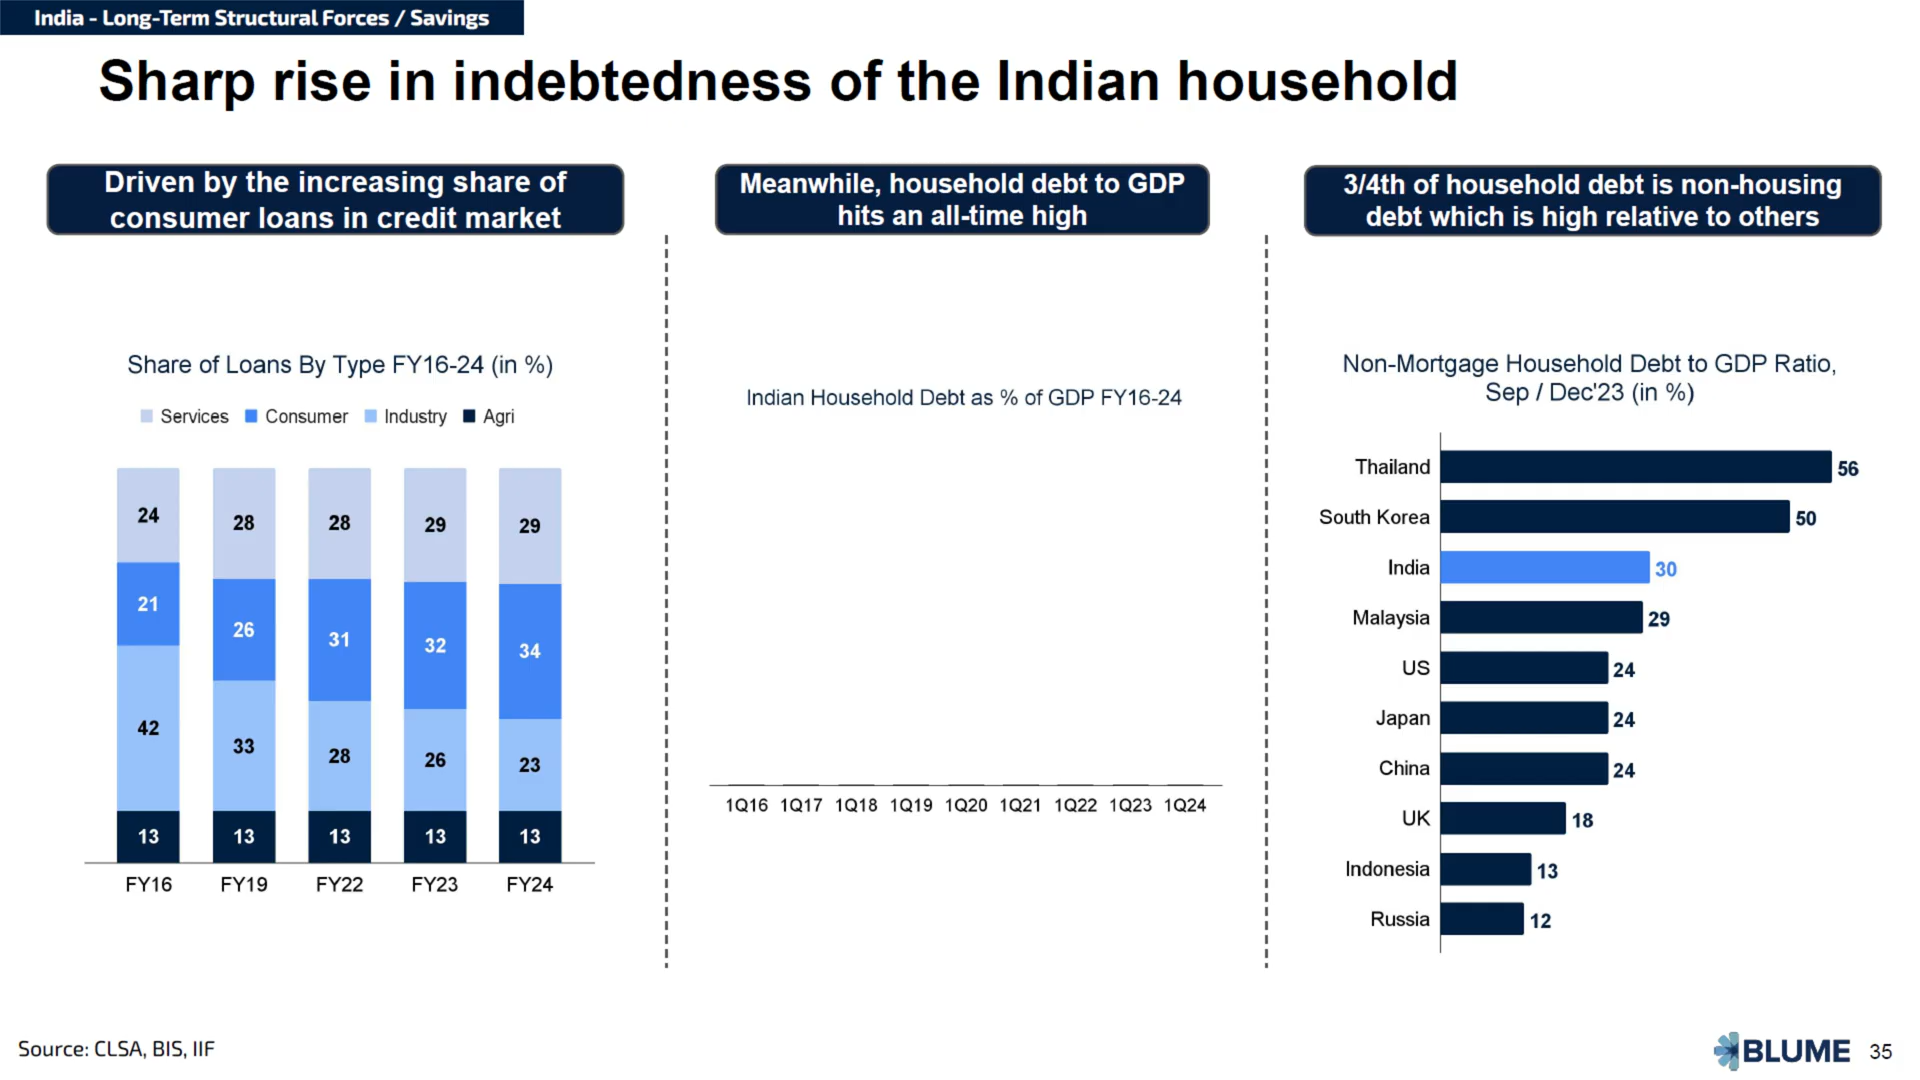 India - Long-Term Structural Forces / Savings
Sharp rise in indebtedness of the Indian household
Driven by the increasing share of
consumer loans in credit market
Share of Loans By Type FY16-24 (in %)
Services Consumer Industry Agri
24 28 28 29 29
21 26 31 32 34
42 33 28 26 23
13 13 13 13 13
FY16 FY19 FY22 FY23 FY24
Meanwhile, household debt to GDP
hits an all-time high
Indian Household Debt as % of GDP FY16-24
1Q16 1Q17 1Q18 1Q19 1Q20 1Q21 1Q22 1Q23 1Q24
3/4th of household debt is non-housing
debt which is high relative to others
Non-Mortgage Household Debt to GDP Ratio,
Sep / Dec'23 (in %)
Thailand 56
South Korea 50
India 30
Malaysia 29
US 24
Japan 24
China 24
UK 18
Indonesia 13
Russia 12
Source: CLSA, BIS, IIF
BLUME 35